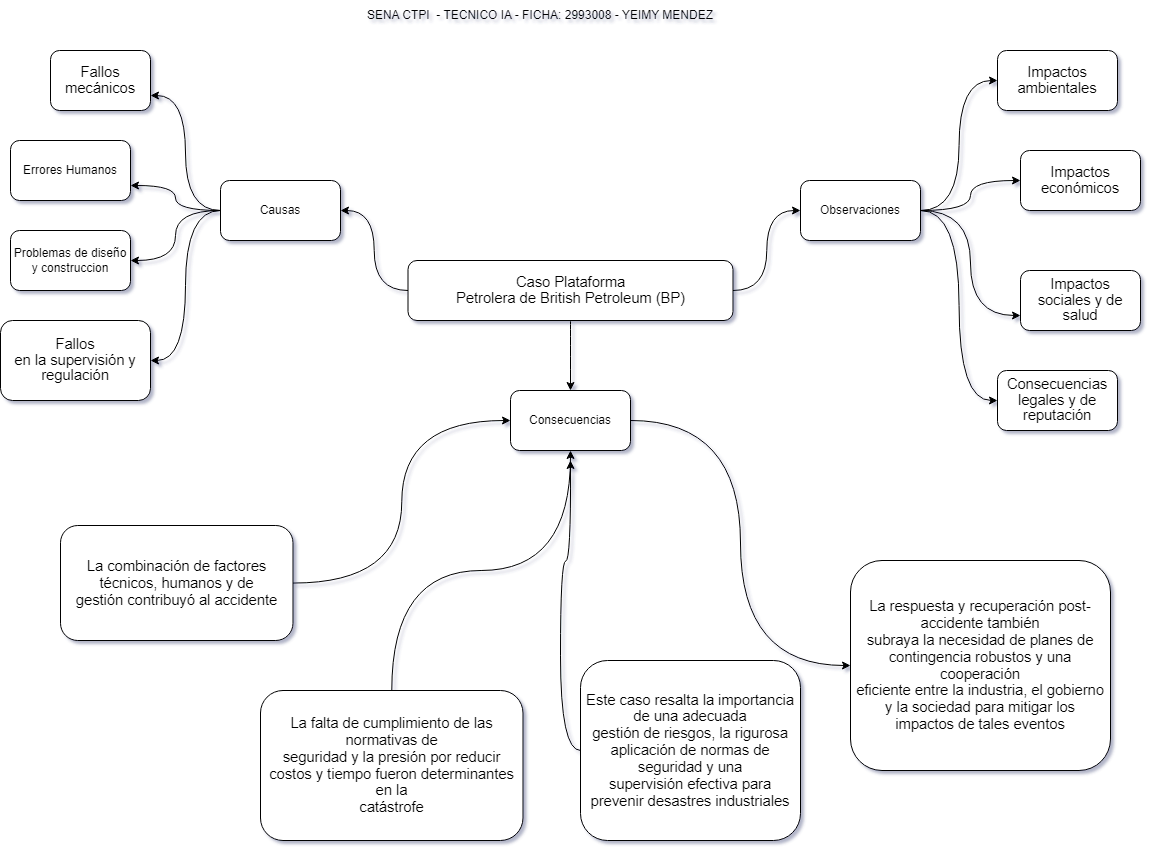 SENA CTPI - TECNICO IA - FICHA: 2993008 - YEIMY MENDEZ
Fallos
mecánicos
Errores Humanos
Problemas de diseño
y construccion
Fallos
en la supervisión y
regulación
Causas
Caso Plataforma
Petrolera de British Petroleum (BP)
Observaciones
Impactos
ambientales
Impactos
económicos
Impactos
sociales y de
salud
Consecuencias
legales y de
reputación
Consecuencias
La combinación de factores
técnicos, humanos y de
gestión contribuyó al accidente
La falta de cumplimiento de las
normativas de
seguridad y la presión por reducir
costos y tiempo fueron determinantes
en la
catástrofe
Este caso resalta la importancia
de una adecuada
gestión de riesgos, la rigurosa
aplicación de normas de
seguridad y una
supervisión efectiva para
prevenir desastres industriales
La respuesta y recuperación post-
accidente también
subraya la necesidad de planes de
contingencia robustos y una
cooperación
eficiente entre la industria, el gobierno
y la sociedad para mitigar los
impactos de tales eventos